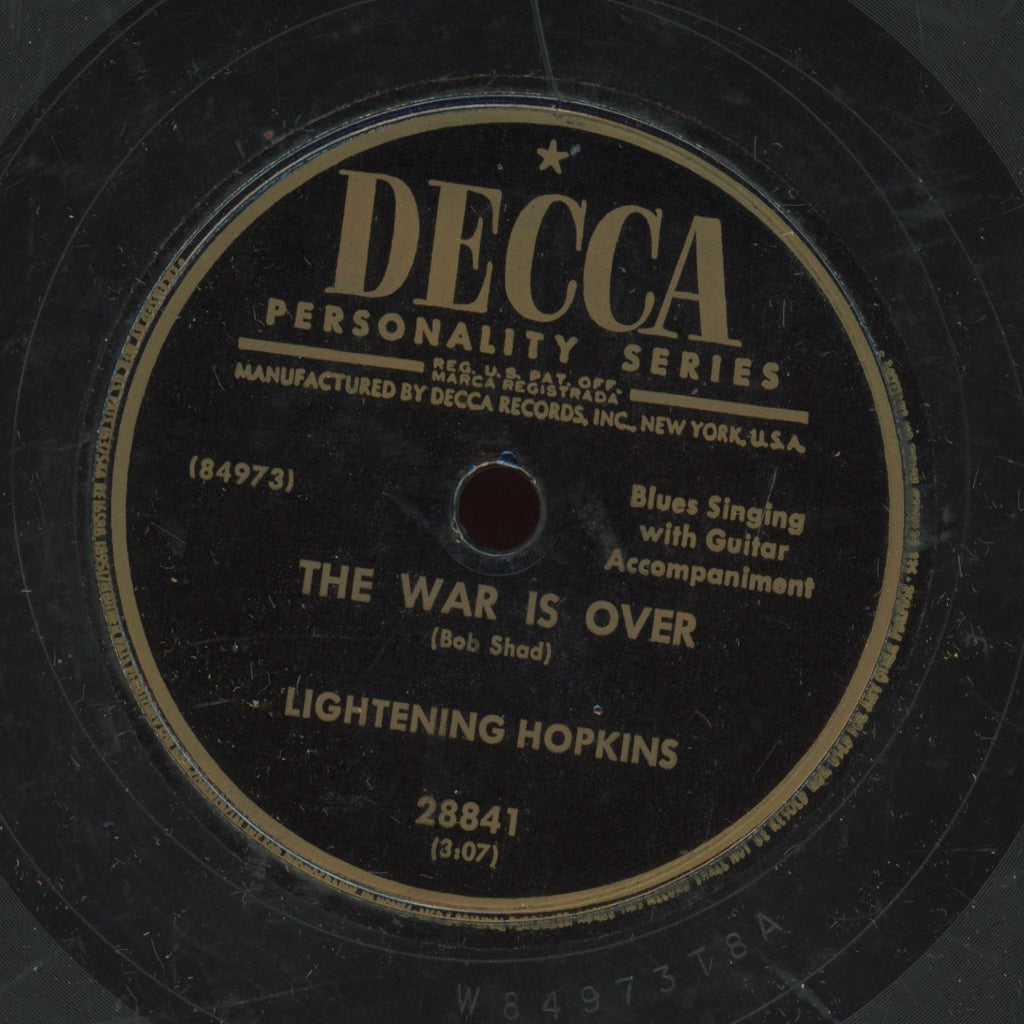 DECCA
PERSONALITY SERIES
REG. U.S. PAT. OFF.
MARCA REGISTRADA
MANUFACTURED BY DECCA RECORDS, INC., NEW YORK, U.S.A.
(84973)
Blues Singing
with Guitar
Accompaniment
THE WAR IS OVER
(Bob Shad)
LIGHTENING HOPKINS
28841
(3:07)
W84973T8A